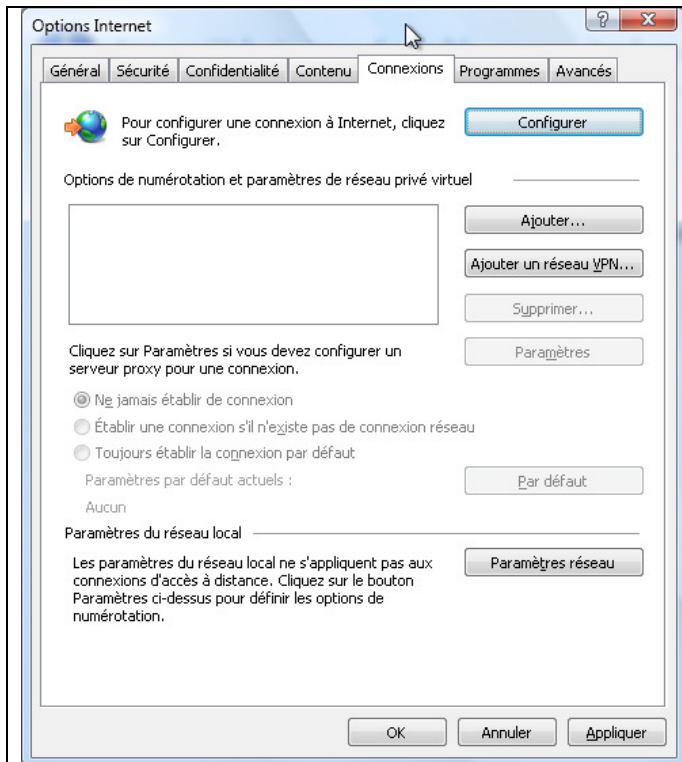 Options Internet
?
X
Général
Sécurité
Confidentialité
Contenu
Connexions
Programmes
Avancés
Pour configurer une connexion à Internet, cliquez
sur Configurer.
Configurer
Options de numérotation et paramètres de réseau privé virtuel
Ajouter...
Ajouter un réseau VPN...
Supprimer...
Cliquez sur Paramètres si vous devez configurer un
serveur proxy pour une connexion.
Paramètres
Ne jamais établir de connexion
Établir une connexion s'il n'existe pas de connexion réseau
Toujours établir la connexion par défaut
Paramètres par défaut actuels :
Par défaut
Aucun
Paramètres du réseau local
Les paramètres du réseau local ne s'appliquent pas aux
connexions d'accès à distance. Cliquez sur le bouton
Paramètres ci-dessus pour définir les options de
numérotation.
Paramètres réseau
OK
Annuler
Appliquer